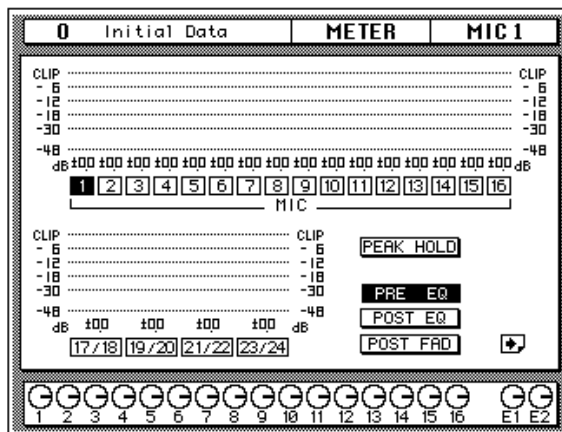 0 Initial Data METER MIC 1
CLIP CLIP
- 6 - 6
-12 -12
-18 -18
-30 -30
-48 -48
dB ±00 ±00 ±00 ±00 ±00 ±00 ±00 ±00 ±00 ±00 ±00 ±00 ±00 ±00 ±00 ±00 dB
1 2 3 4 5 6 7 8 9 10 11 12 13 14 15 16
MIC
CLIP CLIP
- 6 - 6 PEAK HOLD
-12 -12
-18 -18
-30 -30 PRE EQ
-48 -48 POST EQ
dB ±00 ±00 ±00 ±00 dB
17/18 19/20 21/22 23/24 POST FAD
1 2 3 4 5 6 7 8 9 10 11 12 13 14 15 16 E1 E2